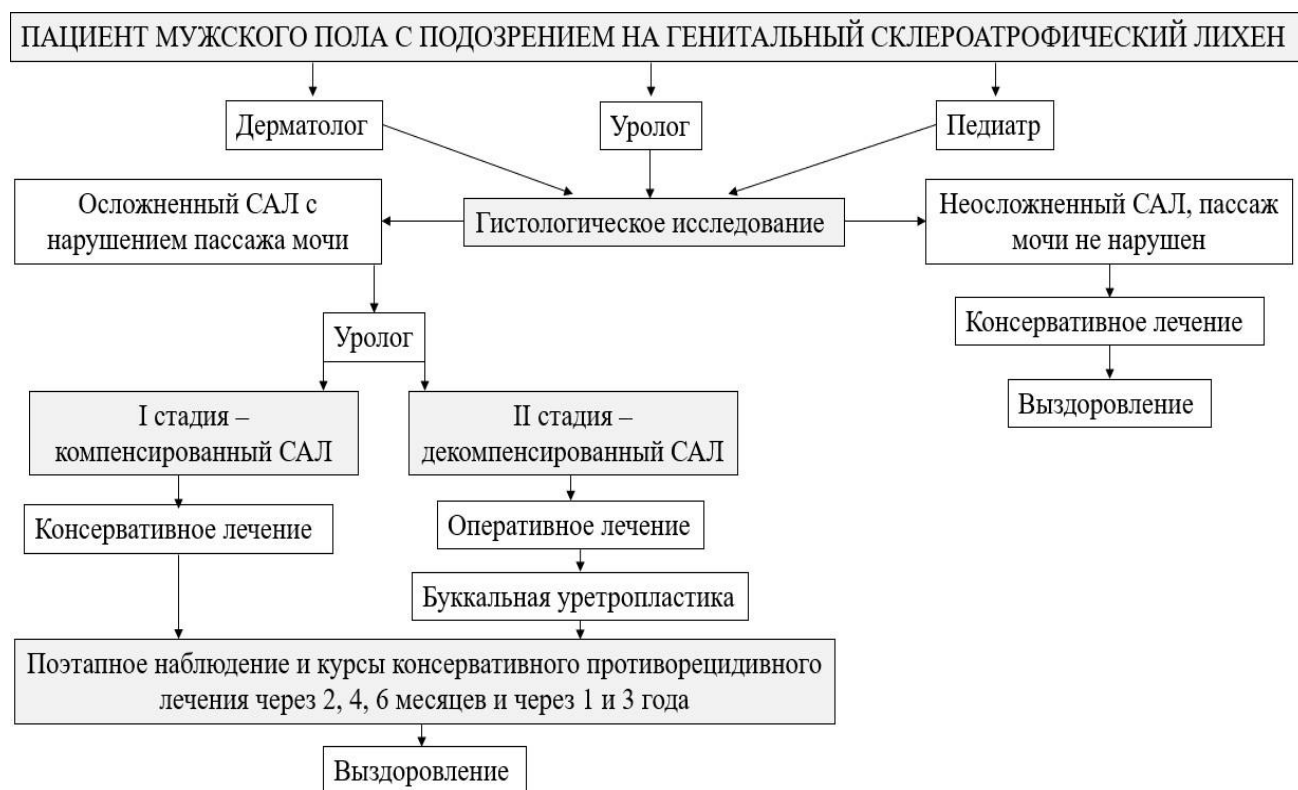 ПАЦИЕНТ МУЖСКОГО ПОЛА С ПОДОЗРЕНИЕМ НА ГЕНИТАЛЬНЫЙ СКЛЕРОАТРОФИЧЕСКИЙ ЛИХЕН
Дерматолог
Уролог
Педиатр
Осложненный САЛ с
нарушением пассажа мочи
Гистологическое исследование
Неосложненный САЛ, пассаж
мочи не нарушен
Уролог
Консервативное лечение
Выздоровление
I стадия –
компенсированный САЛ
II стадия –
декомпенсированный САЛ
Консервативное лечение
Оперативное лечение
Буккальная уретропластика
Поэтапное наблюдение и курсы консервативного противорецидивного
лечения через 2, 4, 6 месяцев и через 1 и 3 года
Выздоровление